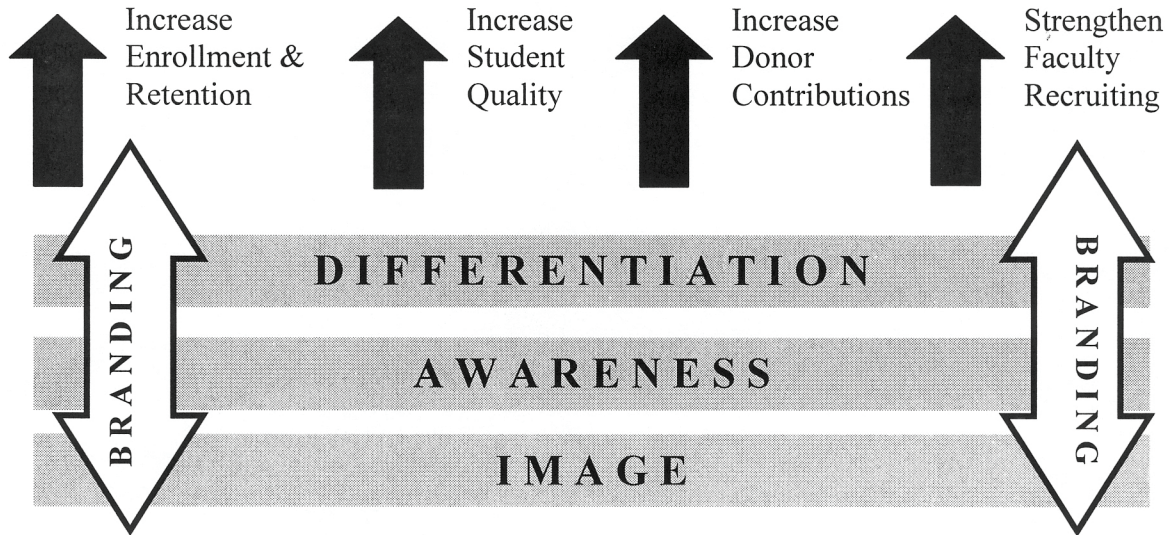 Increase
Enrollment &
Retention
Increase
Student
Quality
Increase
Donor
Contributions
Strengthen
Faculty
Recruiting
BRANDING
DIFFERENTIATION
AWARENESS
IMAGE
BRANDING